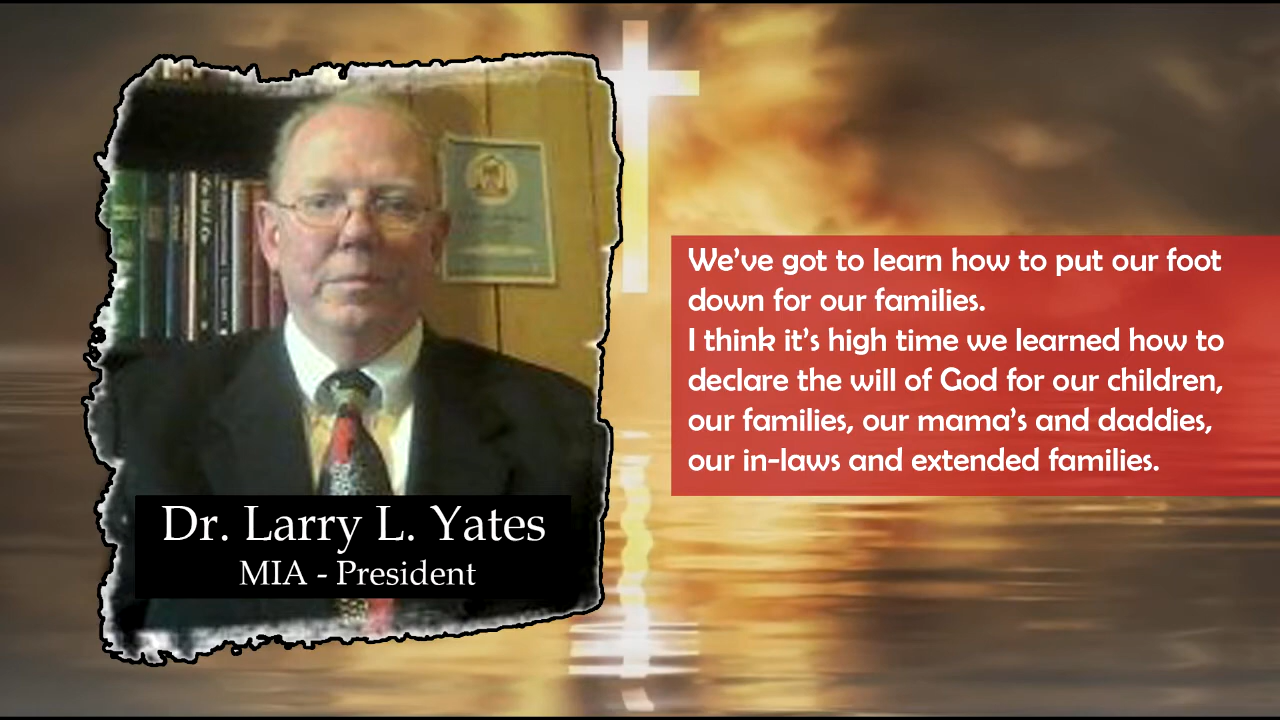 We've got to learn how to put our foot
down for our families.
I think it's high time we learned how to
declare the will of God for our children,
our families, our mama's and daddies,
our in-laws and extended families.
Dr. Larry L. Yates
MIA - President